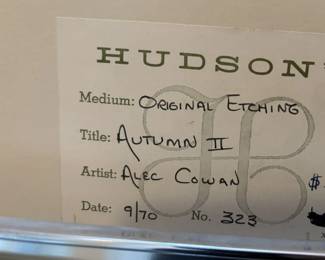 HUDSON'
Medium: ORIGINAL ETCHING
Title: AUTUMN II
Artist: ALEC COWAN $
Date: 9/70 No. 323